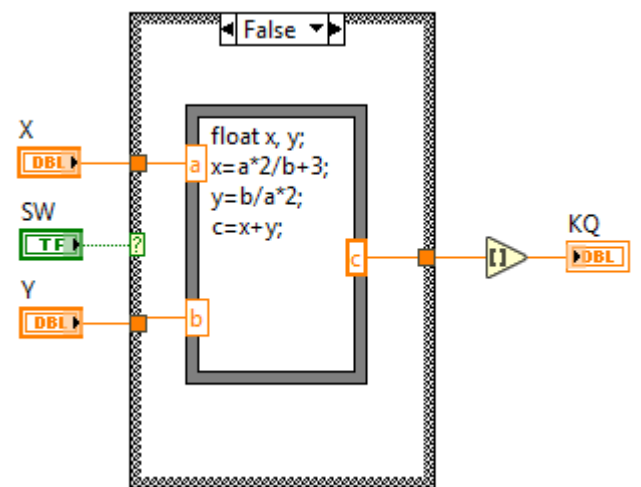 False
X
DBL
a
float x, y;
x=a*2/b+3;
y=b/a*2;
c=x+y;
SW
TF
?
c
[]
KQ
DBL
Y
DBL
b